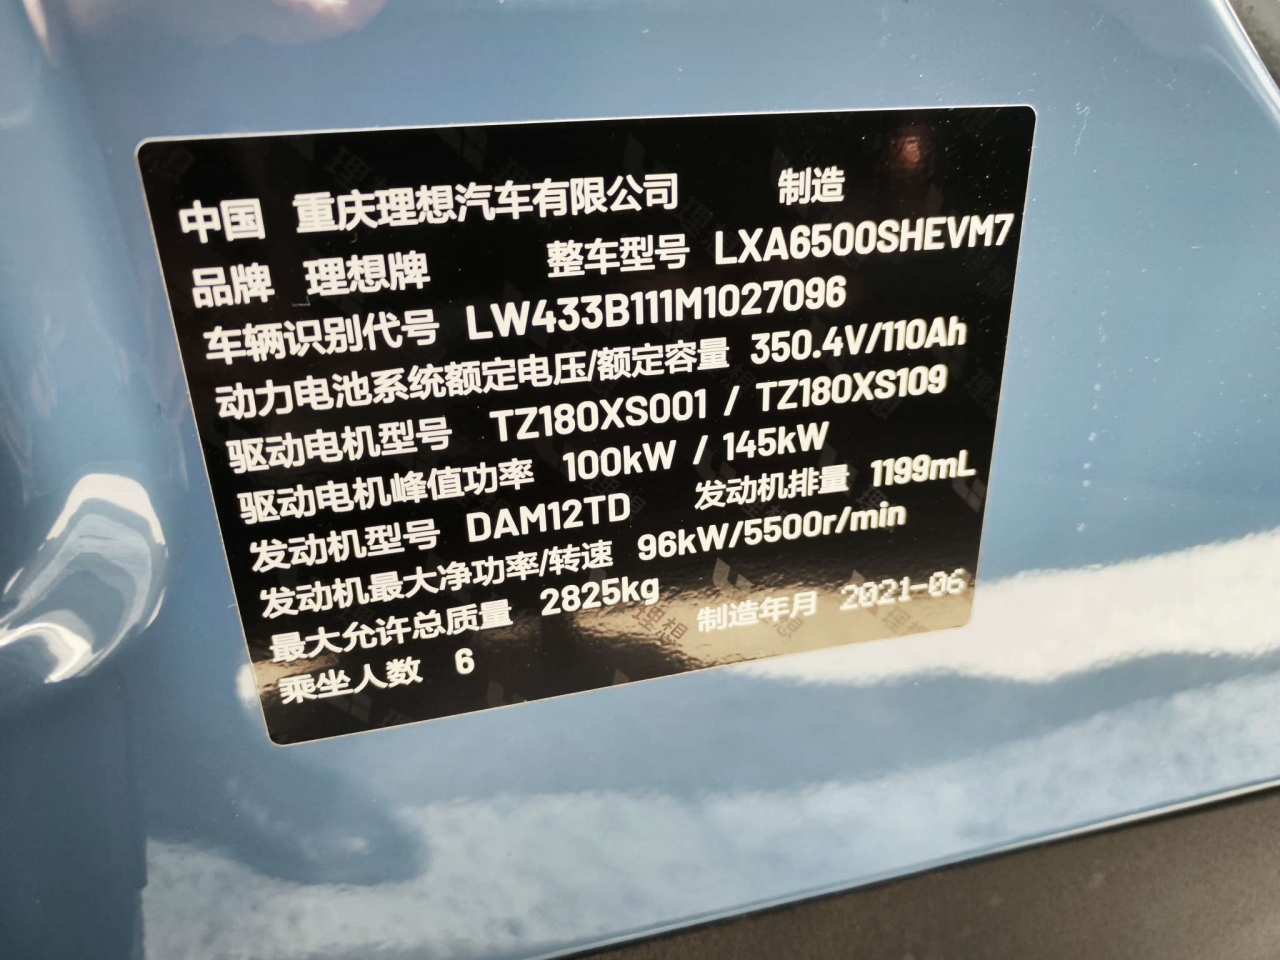 中国 重庆理想汽车有限公司 制造
品牌 理想牌 整车型号 LXA6500SHEVM7
车辆识别代号 LW433B111M1027096
动力电池系统额定电压/额定容量 350.4V/110Ah
驱动电机型号 TZ180XS001 / TZ180XS109
驱动电机峰值功率 100kW / 145kW
发动机型号 DAM12TD 发动机排量 1199mL
发动机最大净功率/转速 96kW/5500r/min
最大允许总质量 2825kg 制造年月 2021-06
乘坐人数 6